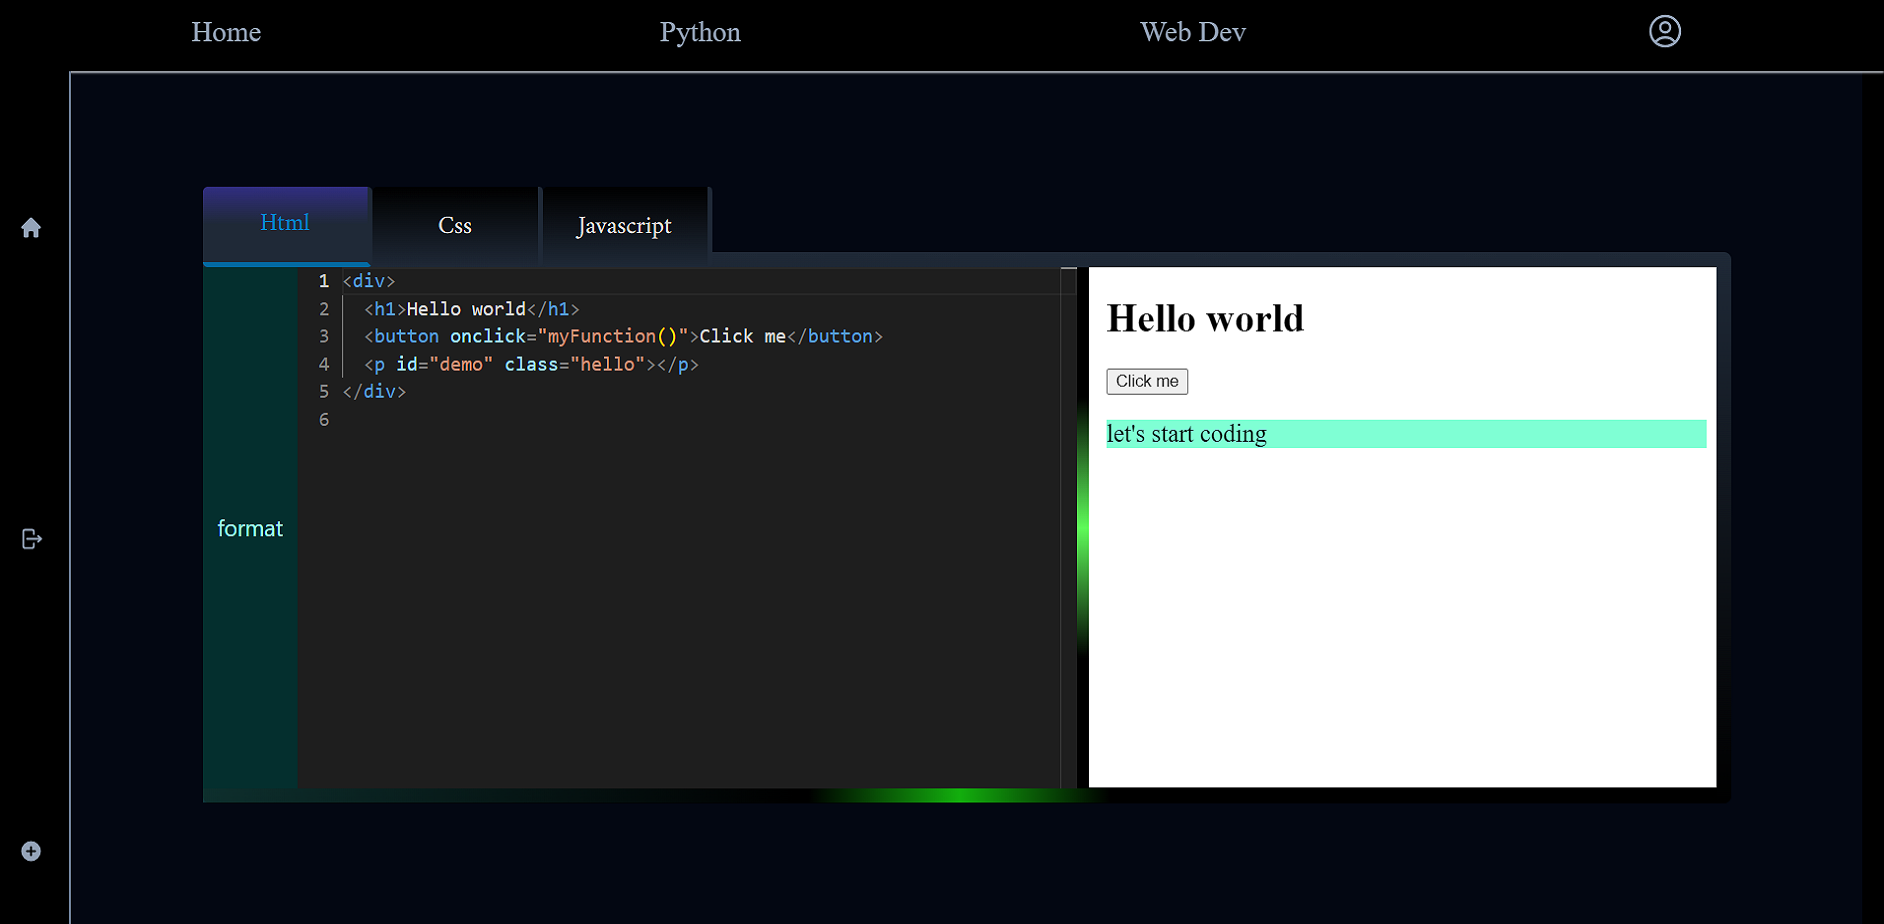 Home Python Web Dev
Html Css Javascript
format
1 <div>
2 <h1>Hello world</h1>
3 <button onclick="myFunction()">Click me</button>
4 <p id="demo" class="hello"></p>
5 </div>
6
Hello world
Click me
let's start coding